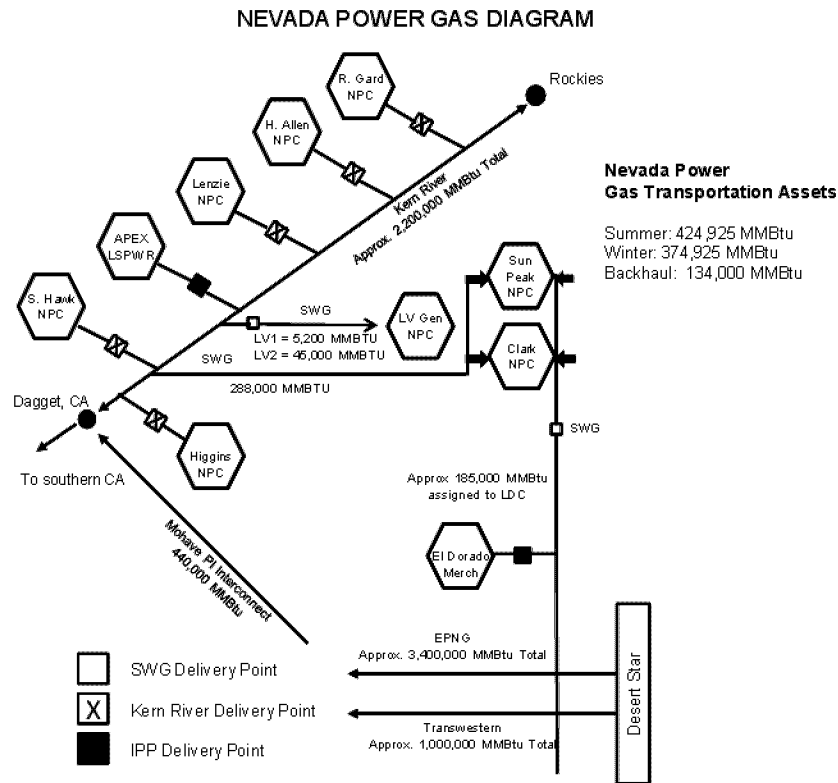 NEVADA POWER GAS DIAGRAM
R. Gard
NPC
Rockies
H. Allen
NPC
Kern River
Approx. 2,200,000 MMBtu Total
Lenzie
NPC
Nevada Power
Gas Transportation Assets
Summer: 424,925 MMBtu
Winter: 374,925 MMBtu
Backhaul: 134,000 MMBtu
APEX
LSPWR
Sun
Peak
NPC
S. Hawk
NPC
SWG
LV1 = 5,200 MMBTU
LV2 = 45,000 MMBTU
LV Gen
NPC
SWG
288,000 MMBTU
Clark
NPC
Dagget, CA
SWG
To southern CA
Higgins
NPC
Approx 185,000 MMBtu
assigned to LDC
Mohave PI Interconnect
440,000 MMBtu
El Dorado
Merch
EPNG
Approx. 3,400,000 MMBtu Total
Desert Star
Transwestern
Approx. 1,000,000 MMBtu Total
SWG Delivery Point
X
Kern River Delivery Point
IPP Delivery Point